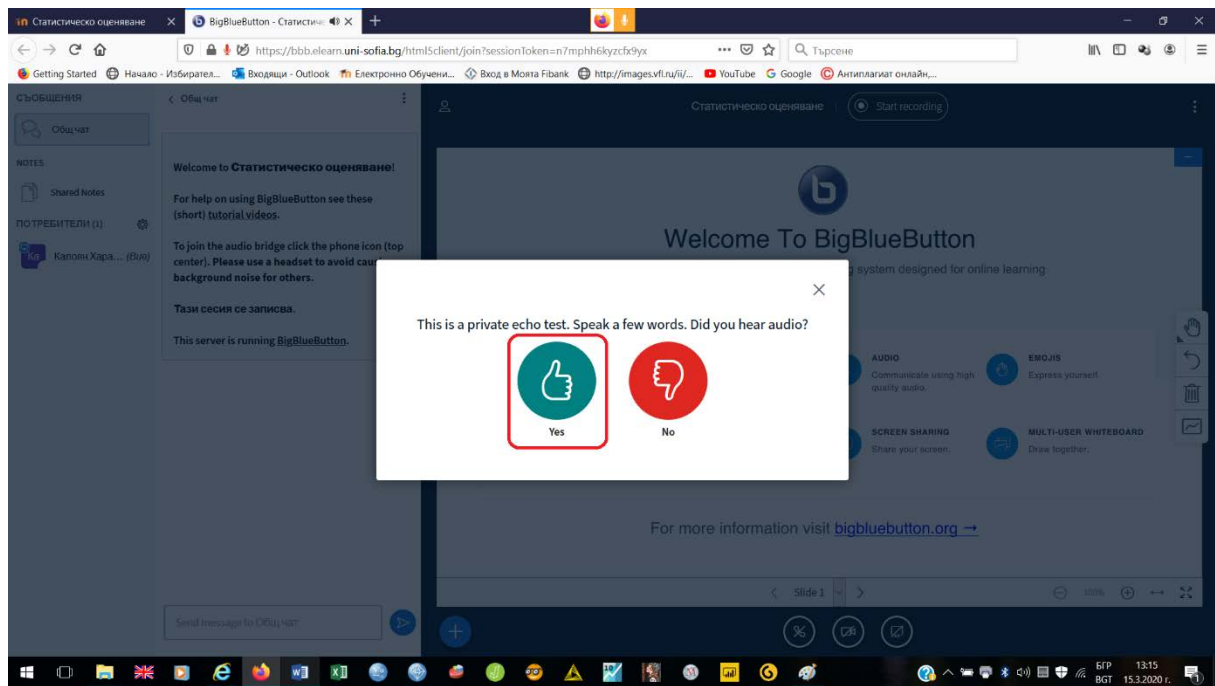 Статистическо оценяване
BigBlueButton - Статистиче
https://bbb.elearn.uni-sofia.bg/html5client/join?sessionToken=n7mphh6kyzcfx9yx
Търсене
Getting Started
Начало - Избирател...
Входящи - Outlook
Електронно Обучени...
Вход в Моята Fibank
http://images.vfl.ru/ii/...
YouTube
Google
Антиплагиат онлайн,...
СЪОБЩЕНИЯ
Общ чат
NOTES
Shared Notes
ПОТРЕБИТЕЛИ (1)
Ka
Капоян Хара... (Вие)
Общ чат
Welcome to Статистическо оценяване!
For help on using BigBlueButton see these
(short) tutorial videos.
To join the audio bridge click the phone icon (top
center). Please use a headset to avoid cau
background noise for others.
Тази сесия се записва.
This server is running BigBlueButton.
Send message to Общ чат
Статистическо оценяване
Start recording
Welcome To BigBlueButton
system designed for online learning
AUDIO
Communicate using high
quality audio.
EMOJIS
Express yourself.
SCREEN SHARING
Share your screen.
MULTI-USER WHITEBOARD
Draw together.
For more information visit bigbluebutton.org →
Slide 1
100%
This is a private echo test. Speak a few words. Did you hear audio?
Yes
No
БГР
BGT
13:15
15.3.2020 г.